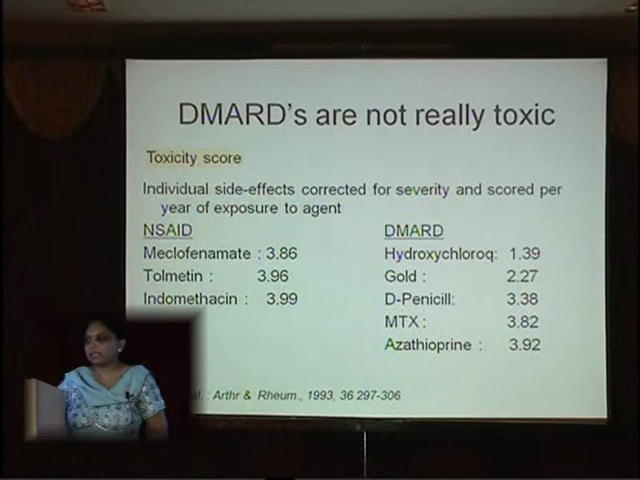 DMARD's are not really toxic
Toxicity score
Individual side-effects corrected for severity and scored per
year of exposure to agent
NSAID
Meclofenamate : 3.86
Tolmetin : 3.96
Indomethacin : 3.99
DMARD
Hydroxychloroq: 1.39
Gold : 2.27
D-Penicill: 3.38
MTX : 3.82
Azathioprine : 3.92
al. : Arthr & Rheum., 1993, 36 297-306